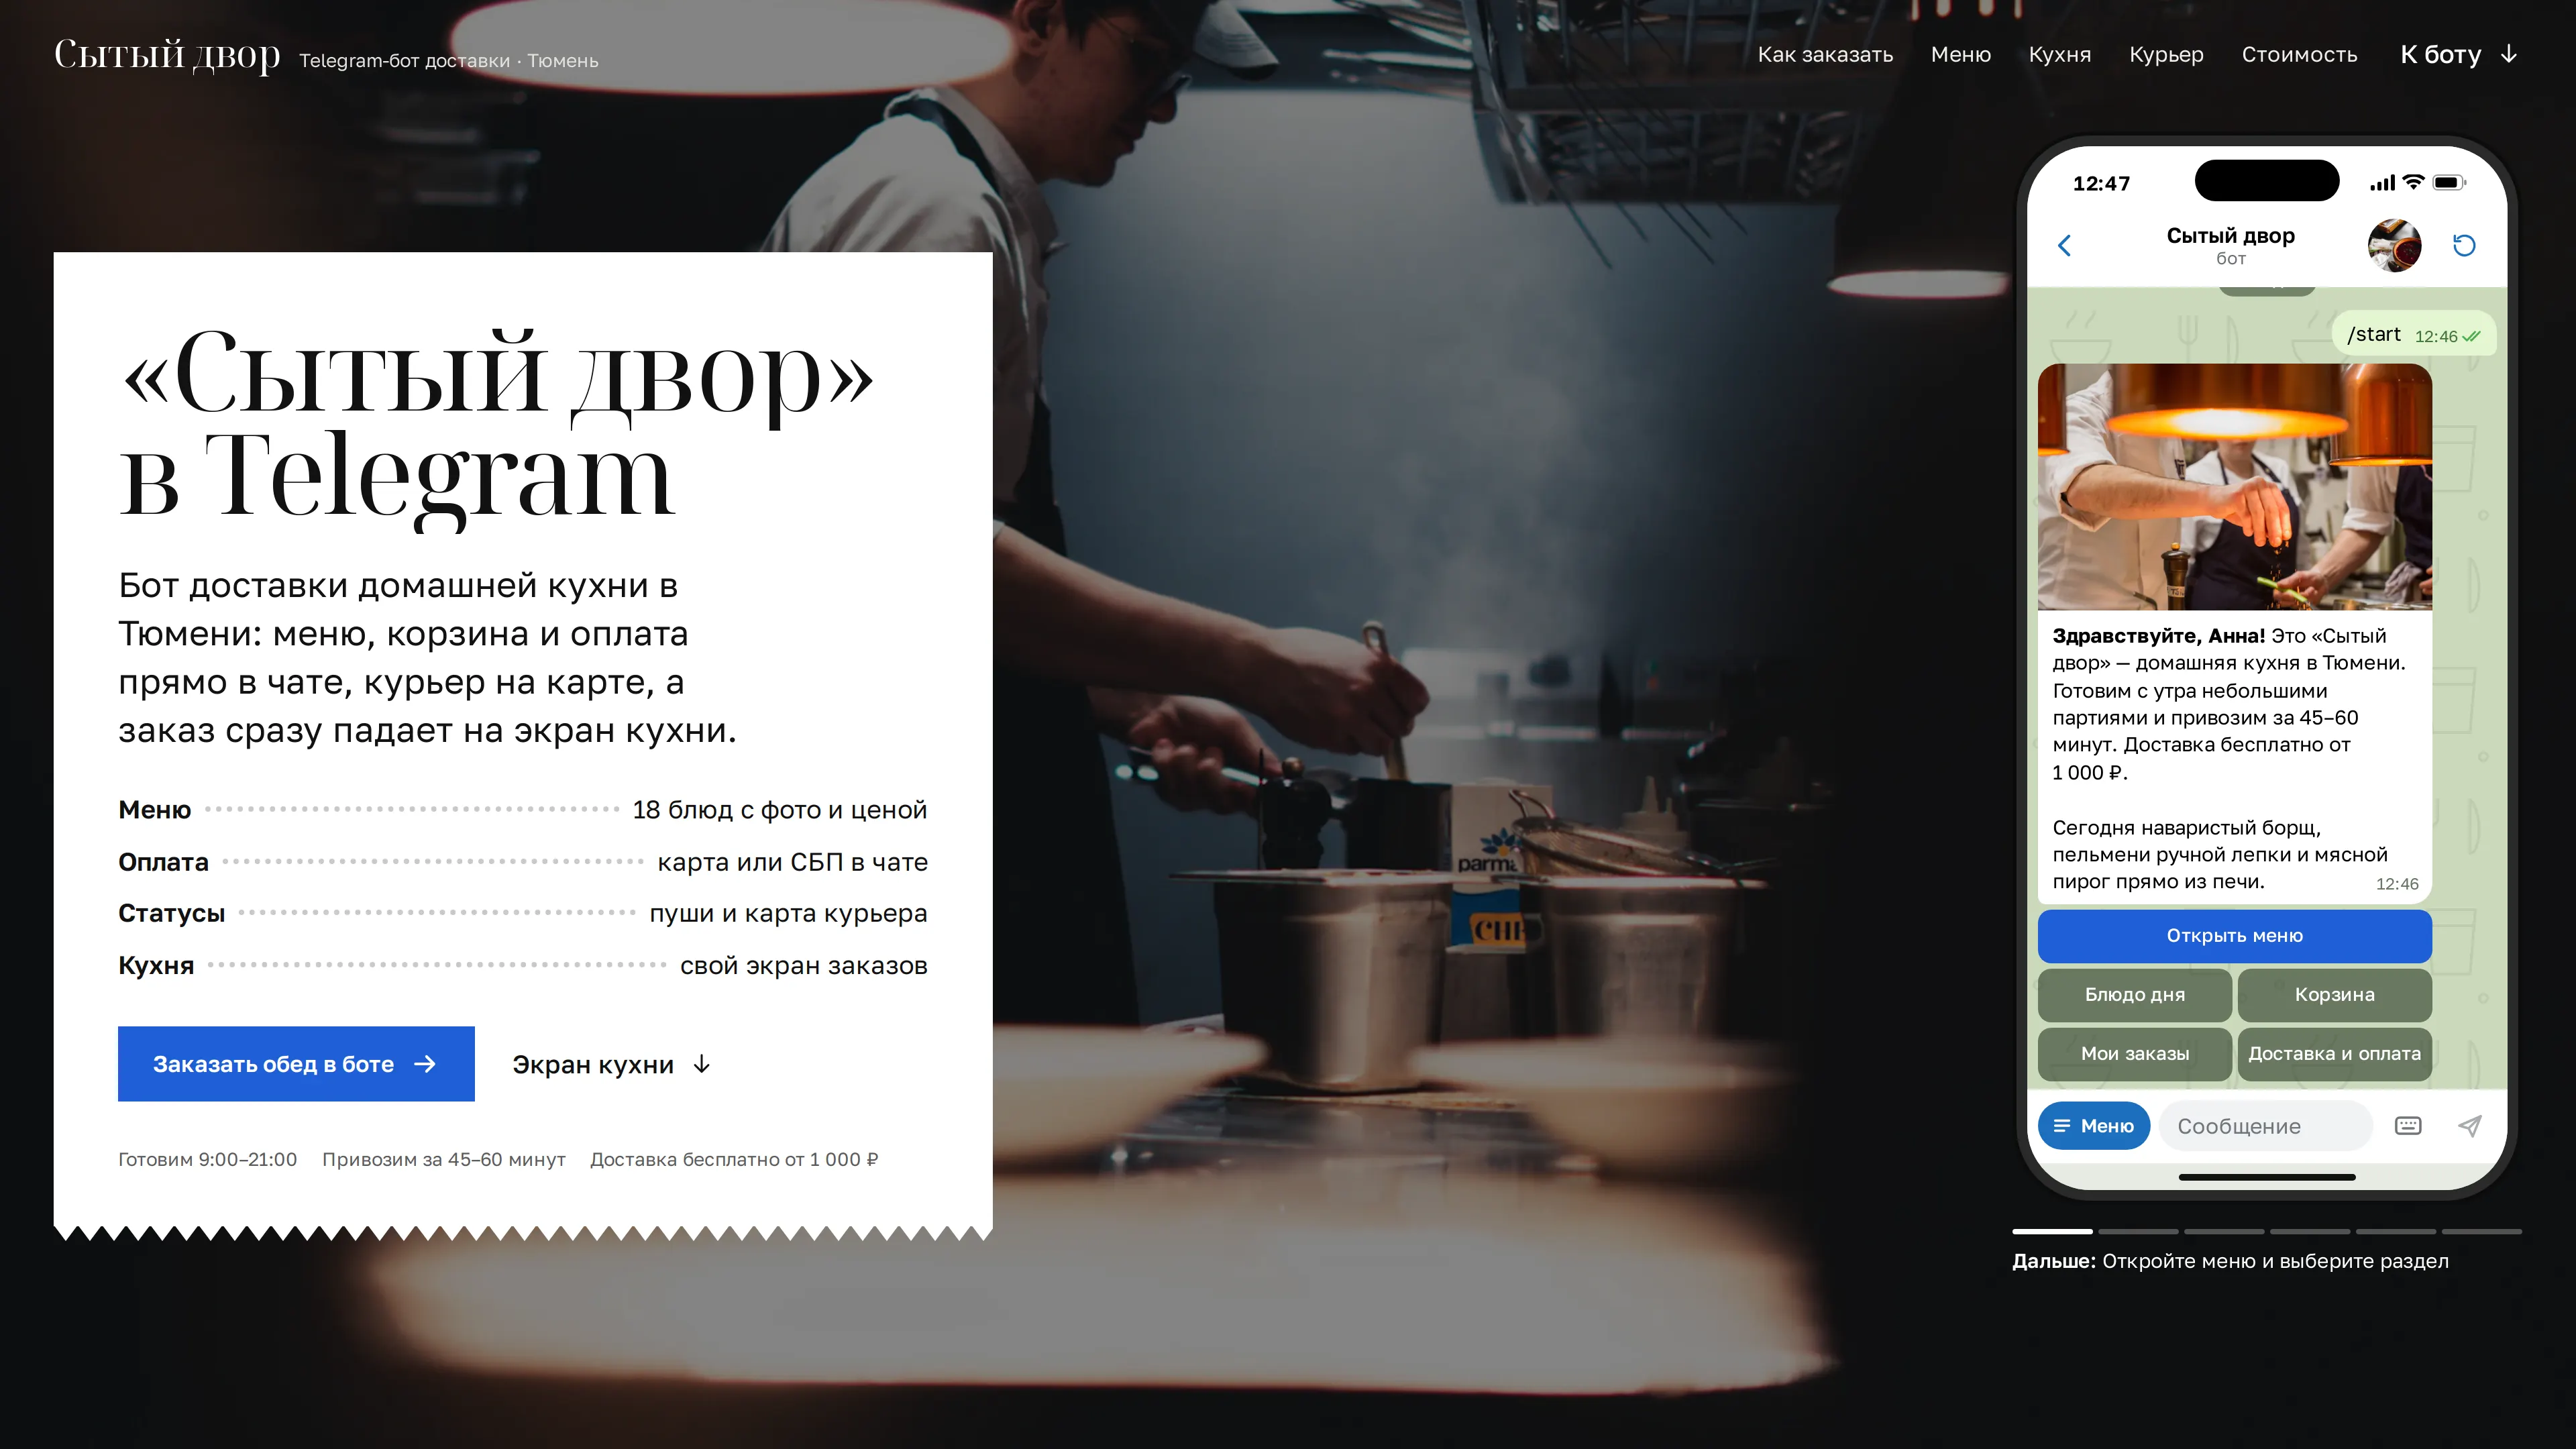 Сытый двор
Telegram-бот доставки · Тюмень
Как заказать
Меню
Кухня
Курьер
Стоимость
К боту
«Сытый двор»
в Telegram
Бот доставки домашней кухни в
Тюмени: меню, корзина и оплата
прямо в чате, курьер на карте, а
заказ сразу падает на экран кухни.
Меню 18 блюд с фото и ценой
Оплата карта или СБП в чате
Статусы пуши и карта курьера
Кухня свой экран заказов
Заказать обед в боте
Экран кухни
Готовим 9:00–21:00 Привозим за 45–60 минут Доставка бесплатно от 1 000 ₽
parma
12:47
Сытый двор
бот
/start 12:46
Здравствуйте, Анна! Это «Сытый
двор» — домашняя кухня в Тюмени.
Готовим с утра небольшими
партиями и привозим за 45–60
минут. Доставка бесплатно от
1 000 ₽.
Сегодня наваристый борщ,
пельмени ручной лепки и мясной
пирог прямо из печи. 12:46
Открыть меню
Блюдо дня Корзина
Мои заказы Доставка и оплата
Меню Сообщение
Дальше: Откройте меню и выберите раздел